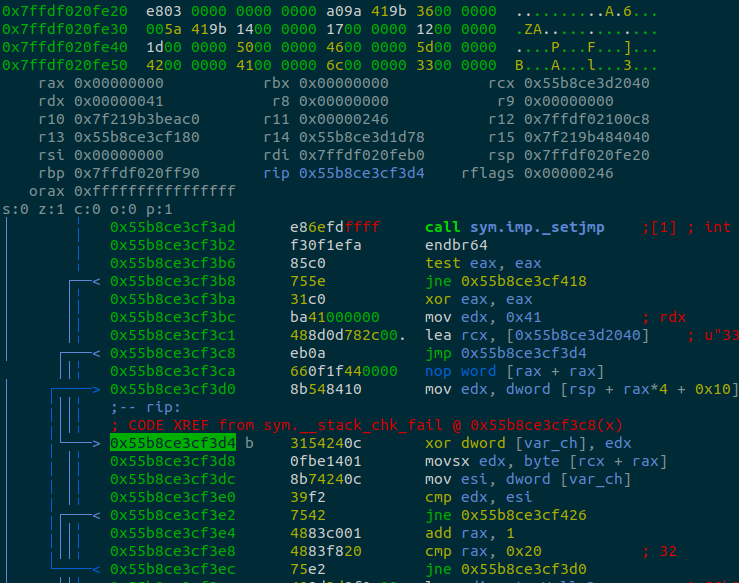 0x7ffdf020fe20 e803 0000 0000 0000 a09a 419b 3600 0000 ..........A.6...
0x7ffdf020fe30 005a 419b 1400 0000 1700 0000 1200 0000 .ZA.............
0x7ffdf020fe40 1d00 0000 5000 0000 4600 0000 5d00 0000 ....P...F...]...
0x7ffdf020fe50 4200 0000 4100 0000 6c00 0000 3300 0000 B...A...l...3...
rax 0x00000000 rbx 0x00000000 rcx 0x55b8ce3d2040
rdx 0x00000041 r8 0x00000000 r9 0x00000000
r10 0x7f219b3beac0 r11 0x00000246 r12 0x7ffdf02100c8
r13 0x55b8ce3cf180 r14 0x55b8ce3d1d78 r15 0x7f219b484040
rsi 0x00000000 rdi 0x7ffdf020feb0 rsp 0x7ffdf020fe20
rbp 0x7ffdf020ff90 rip 0x55b8ce3cf3d4 rflags 0x00000246
orax 0xffffffffffffffff
s:0 z:1 c:0 o:0 p:1
0x55b8ce3cf3ad e86efdffff call sym.imp._setjmp ;[1] ; int
0x55b8ce3cf3b2 f30f1efa endbr64
0x55b8ce3cf3b6 85c0 test eax, eax
0x55b8ce3cf3b8 755e jne 0x55b8ce3cf418
0x55b8ce3cf3ba 31c0 xor eax, eax
0x55b8ce3cf3bc ba41000000 mov edx, 0x41 ; rdx
0x55b8ce3cf3c1 488d0d782c00. lea rcx, [0x55b8ce3d2040] ; u"33
0x55b8ce3cf3c8 eb0a jmp 0x55b8ce3cf3d4
0x55b8ce3cf3ca 660f1f440000 nop word [rax + rax]
0x55b8ce3cf3d0 8b548410 mov edx, dword [rsp + rax*4 + 0x10]
;-- rip:
; CODE XREF from sym.__stack_chk_fail @ 0x55b8ce3cf3c8(x)
0x55b8ce3cf3d4 b 3154240c xor dword [var_ch], edx
0x55b8ce3cf3d8 0fbe1401 movsx edx, byte [rcx + rax]
0x55b8ce3cf3dc 8b74240c mov esi, dword [var_ch]
0x55b8ce3cf3e0 39f2 cmp edx, esi
0x55b8ce3cf3e2 7542 jne 0x55b8ce3cf426
0x55b8ce3cf3e4 4883c001 add rax, 1
0x55b8ce3cf3e8 4883f820 cmp rax, 0x20 ; 32
0x55b8ce3cf3ec 75e2 jne 0x55b8ce3cf3d0